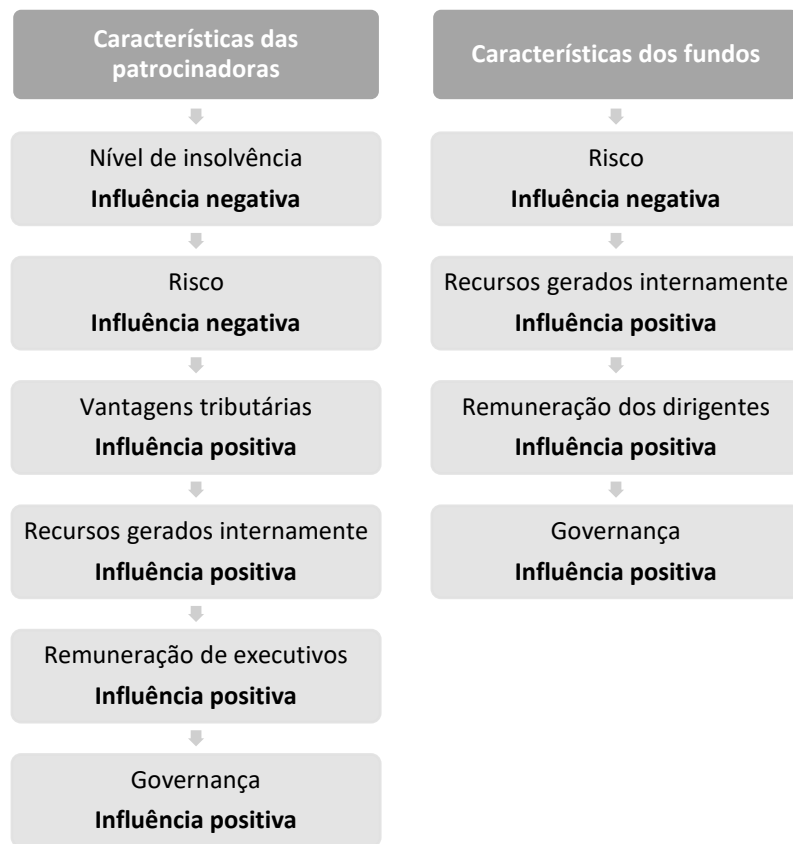 Características das
patrocinadoras
Nível de insolvência
Influência negativa
Risco
Influência negativa
Vantagens tributárias
Influência positiva
Recursos gerados internamente
Influência positiva
Remuneração de executivos
Influência positiva
Governança
Influência positiva
Características dos fundos
Risco
Influência negativa
Recursos gerados internamente
Influência positiva
Remuneração dos dirigentes
Influência positiva
Governança
Influência positiva